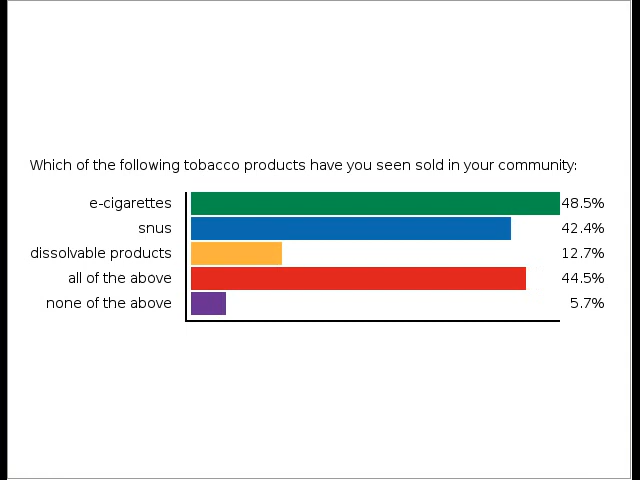 Which of the following tobacco products have you seen sold in your community:
e-cigarettes 48.5%
snus 42.4%
dissolvable products 12.7%
all of the above 44.5%
none of the above 5.7%